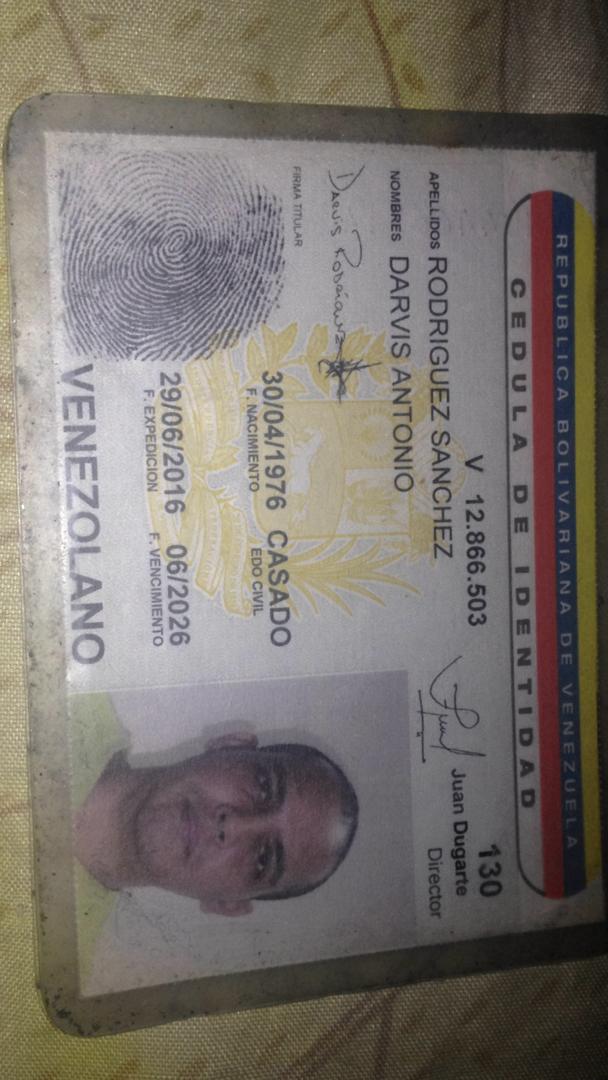 REPUBLICA BOLIVARIANA DE VENEZUELA
CEDULA DE IDENTIDAD
V 12.866.503
130
Juan Dugarte
Director
APELLIDOS RODRIGUEZ SANCHEZ
NOMBRES DARVIS ANTONIO
Darvis Rodríguez
FIRMA TITULAR
30/04/1976 CASADO
F. NACIMIENTO EDO CIVIL
29/06/2016 06/2026
F. EXPEDICION F. VENCIMIENTO
VENEZOLANO